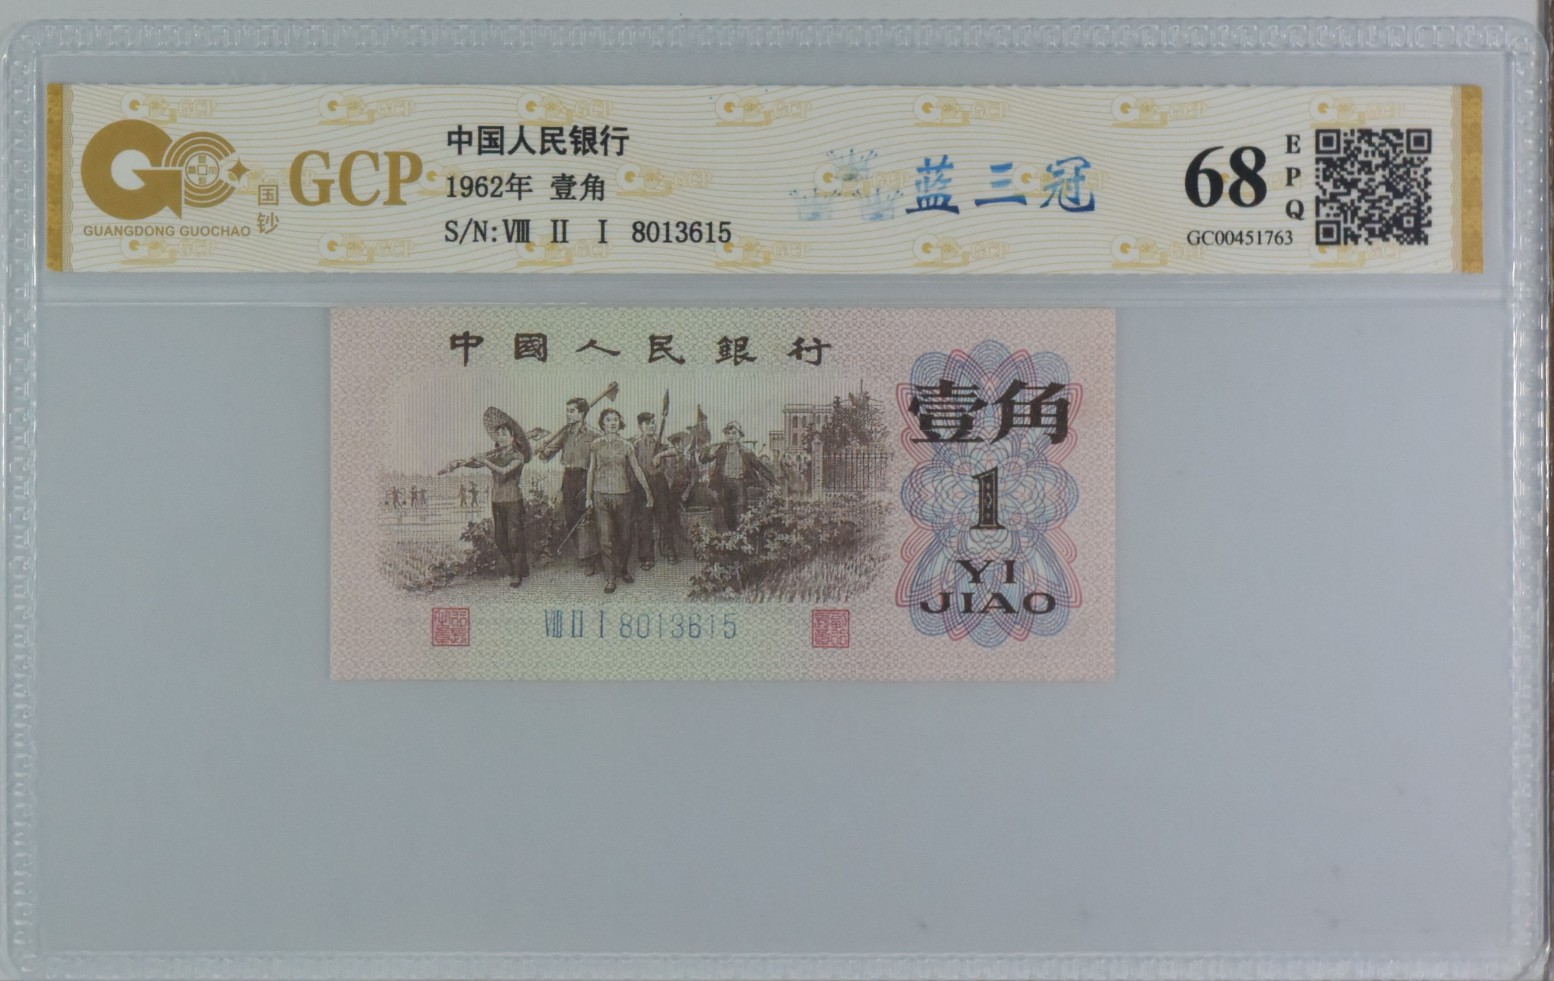 GUANGDONG GUOCHAO
国钞
GCP
中国人民银行
1962年 壹角
S/N:Ⅷ Ⅱ Ⅰ 8013615
蓝三冠
68
EPQ
GC00451763
中國人民銀行
壹角
1
YI
JIAO
Ⅷ Ⅱ Ⅰ 8013615